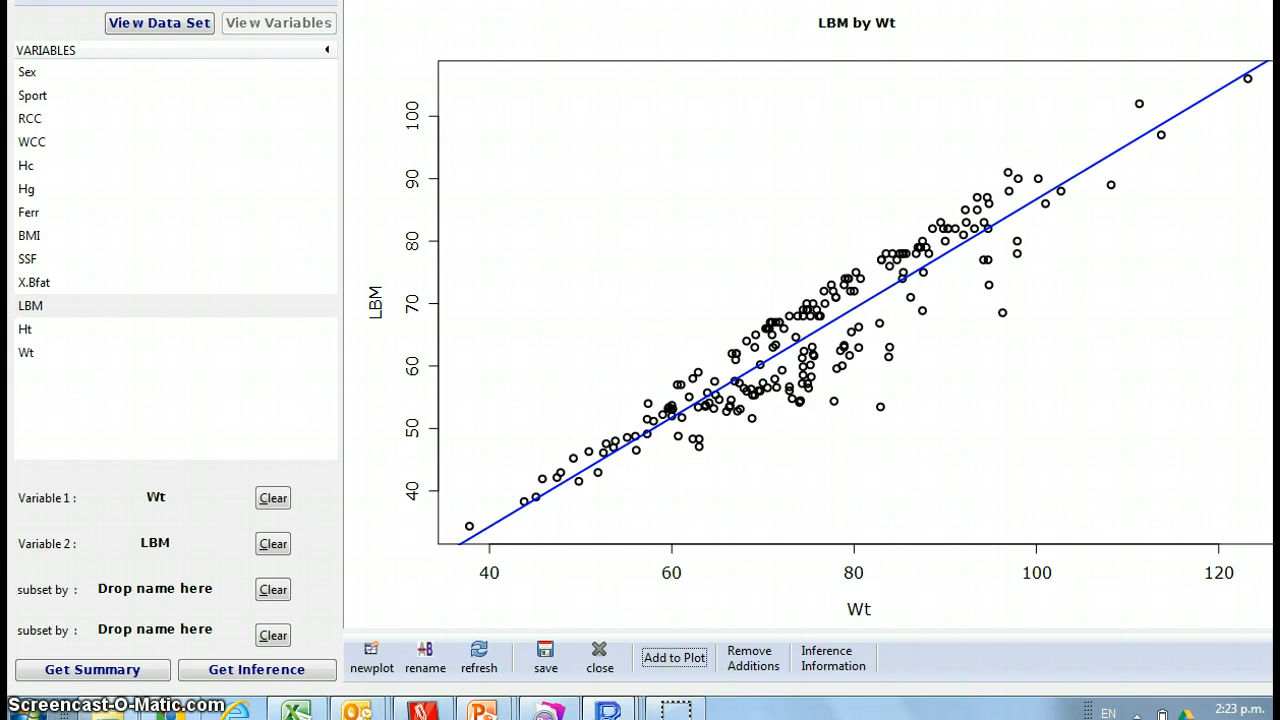 View Data Set View Variables
VARIABLES
Sex
Sport
RCC
WCC
Hc
Hg
Ferr
BMI
SSF
X.Bfat
LBM
Ht
Wt
Variable 1 : Wt Clear
Variable 2 : LBM Clear
subset by : Drop name here Clear
subset by : Drop name here Clear
Get Summary Get Inference
LBM by Wt
LBM
100
90
80
70
60
50
40
40 60 80 100 120
Wt
newplot rename refresh save close Add to Plot Remove Additions Inference Information
Screencast-O-Matic.com
EN 2:23 p.m.